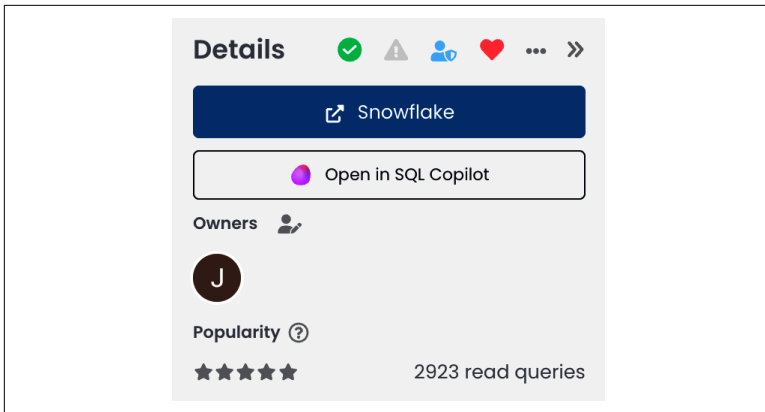 Details
Snowflake
Open in SQL Copilot
Owners
J
Popularity ?
2923 read queries